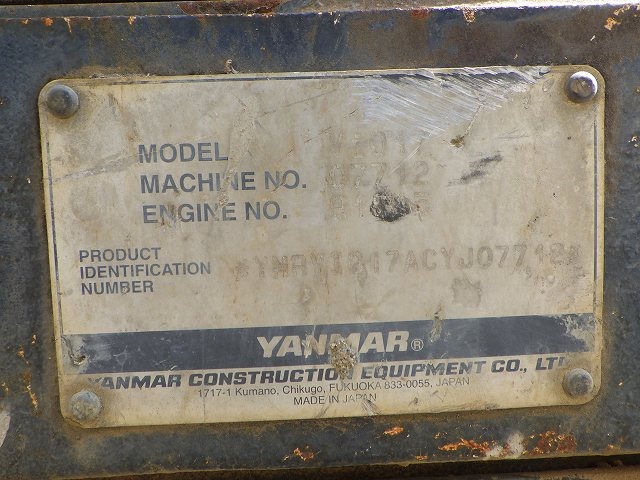 MODEL
MACHINE NO.
ENGINE NO.
PRODUCT
IDENTIFICATION
NUMBER
YANMAR®
YANMAR CONSTRUCTION EQUIPMENT CO., LTD
1717-1 Kumano, Chikugo, FUKUOKA 833-0055, JAPAN
MADE IN JAPAN